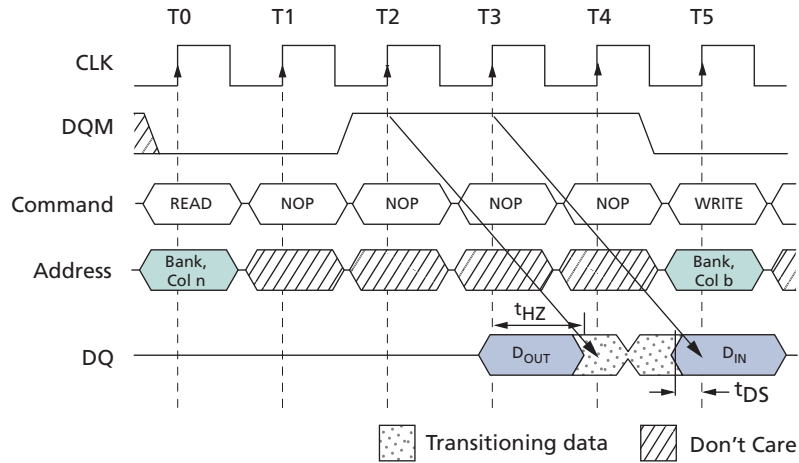 T0 T1 T2 T3 T4 T5
CLK
DQM
Command READ NOP NOP NOP NOP WRITE
Address Bank, Col n Bank, Col b
tHZ
DQ DOUT DIN
tDS
Transitioning data Don't Care